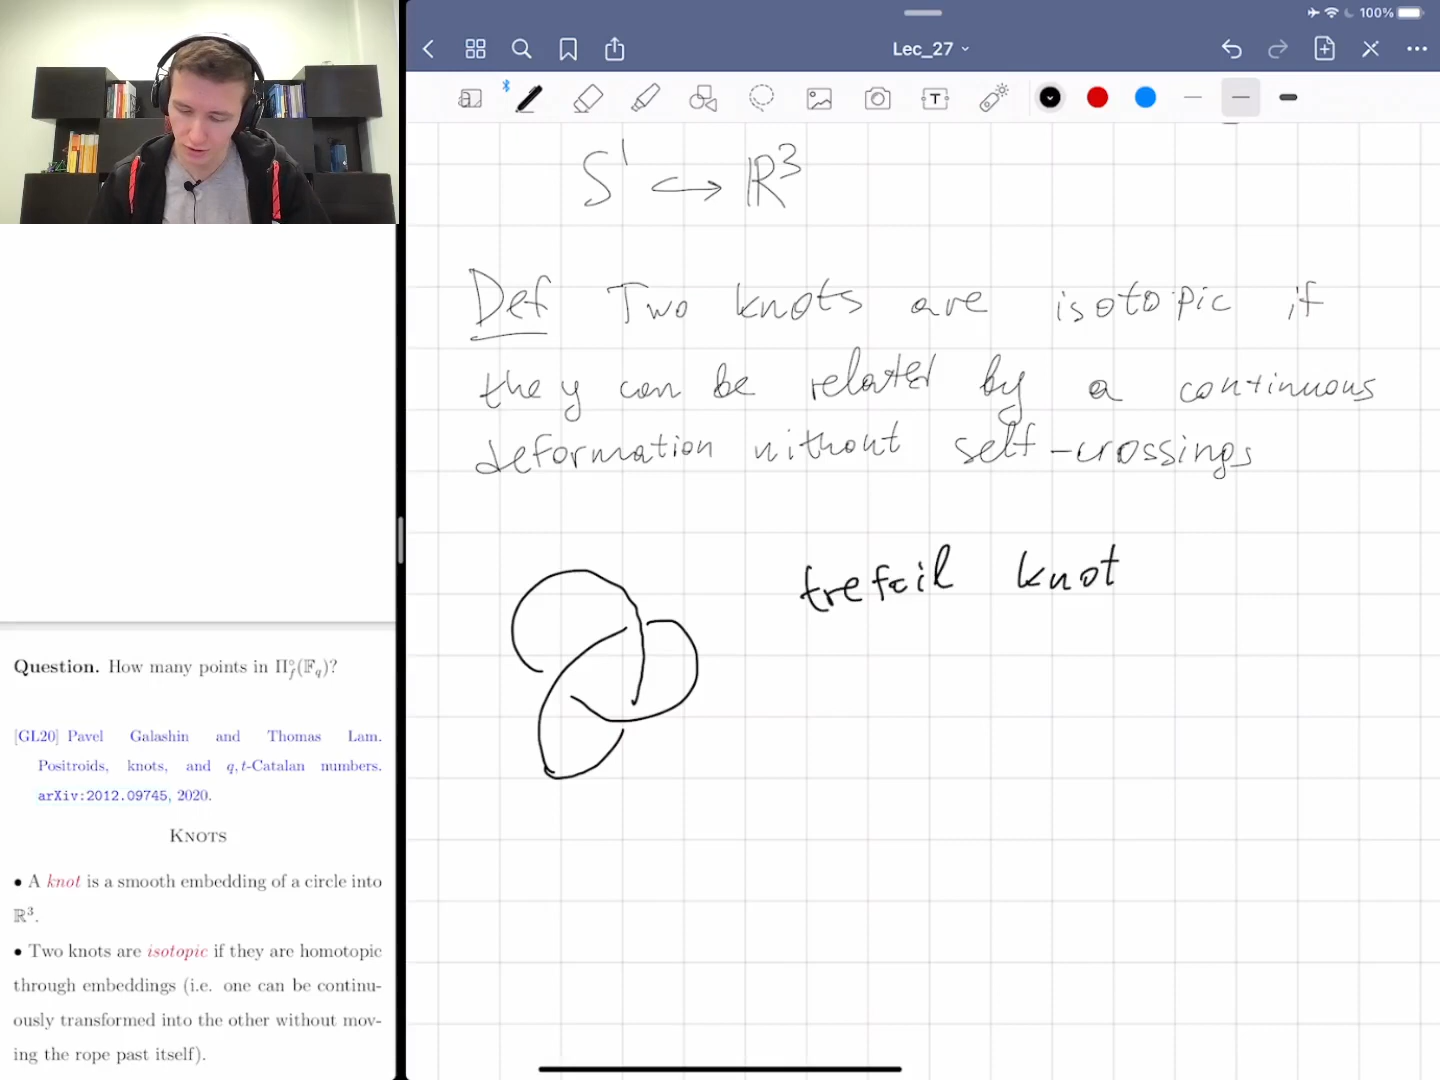 100%
Lec_27
T
S¹ ↪ ℝ³
Def Two knots are isotopic if
they can be related by a continuous
deformation without self-crossings
trefoil knot
Question. How many points in Π°_f(𝔽_q)?
[GL20] Pavel Galashin and Thomas Lam.
Positroids, knots, and q,t-Catalan numbers.
arXiv:2012.09745, 2020.
KNOTS
• A knot is a smooth embedding of a circle into
ℝ³.
• Two knots are isotopic if they are homotopic
through embeddings (i.e. one can be continu-
ously transformed into the other without mov-
ing the rope past itself).